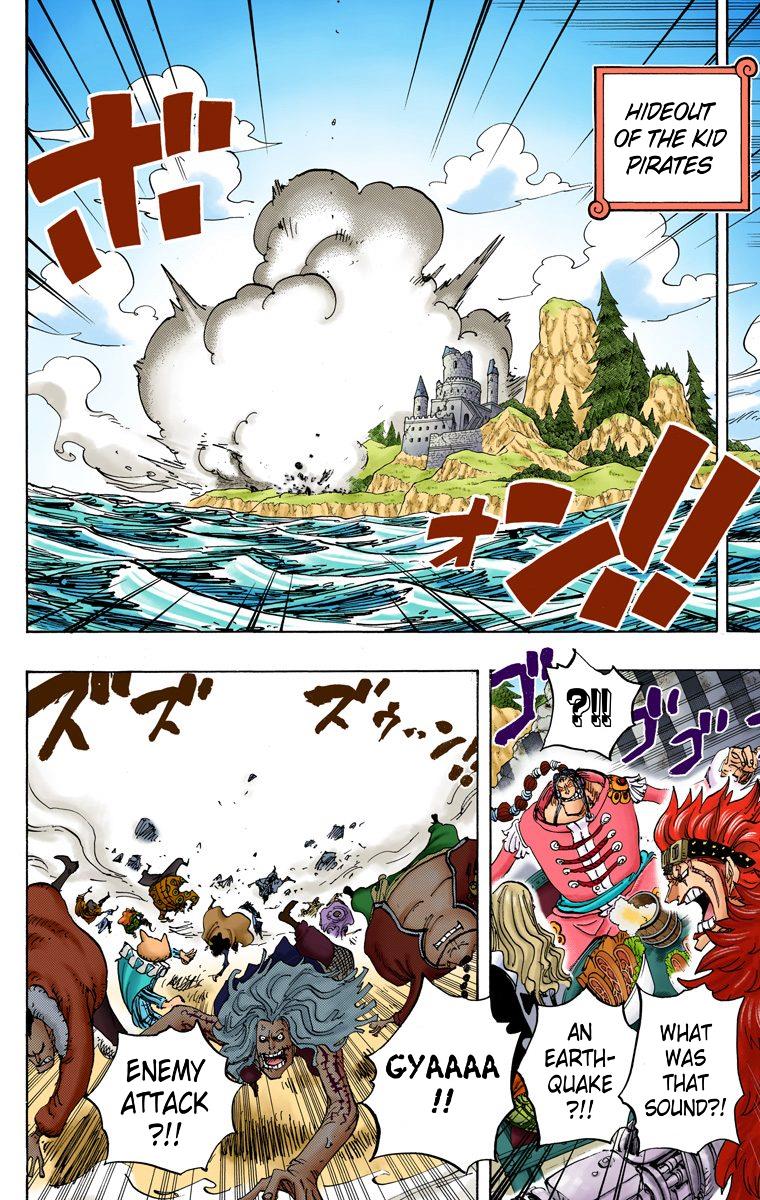 HIDEOUT
OF THE KID
PIRATES
ボ
オン!!
ゴゴゴ
?!!
WHAT
WAS
THAT
SOUND?!
AN
EARTH-
QUAKE
?!!
ズズズゥゥン!!
GYAAAA
!!
ENEMY
ATTACK
?!!